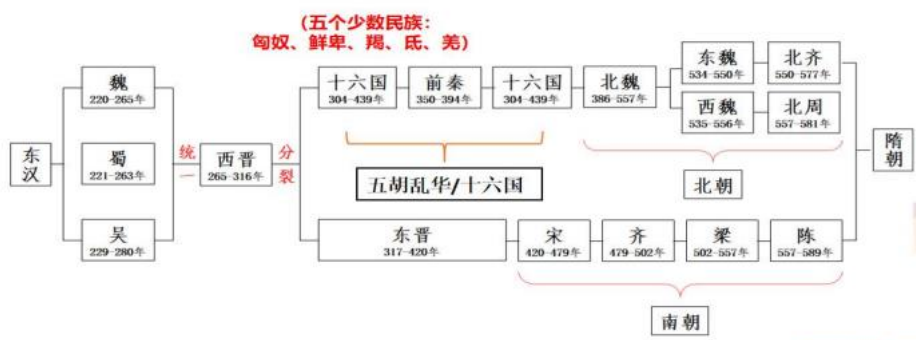 (五个少数民族：
匈奴、鲜卑、羯、氐、羌)
东汉
魏
220-265年
蜀
221-263年
吴
229-280年
统一
西晋
265-316年
分裂
十六国
304-439年
前秦
350-394年
十六国
304-439年
北魏
386-557年
东魏
534-550年
北齐
550-577年
西魏
535-556年
北周
557-581年
五胡乱华/十六国
北朝
隋朝
东晋
317-420年
宋
420-479年
齐
479-502年
梁
502-557年
陈
557-589年
南朝